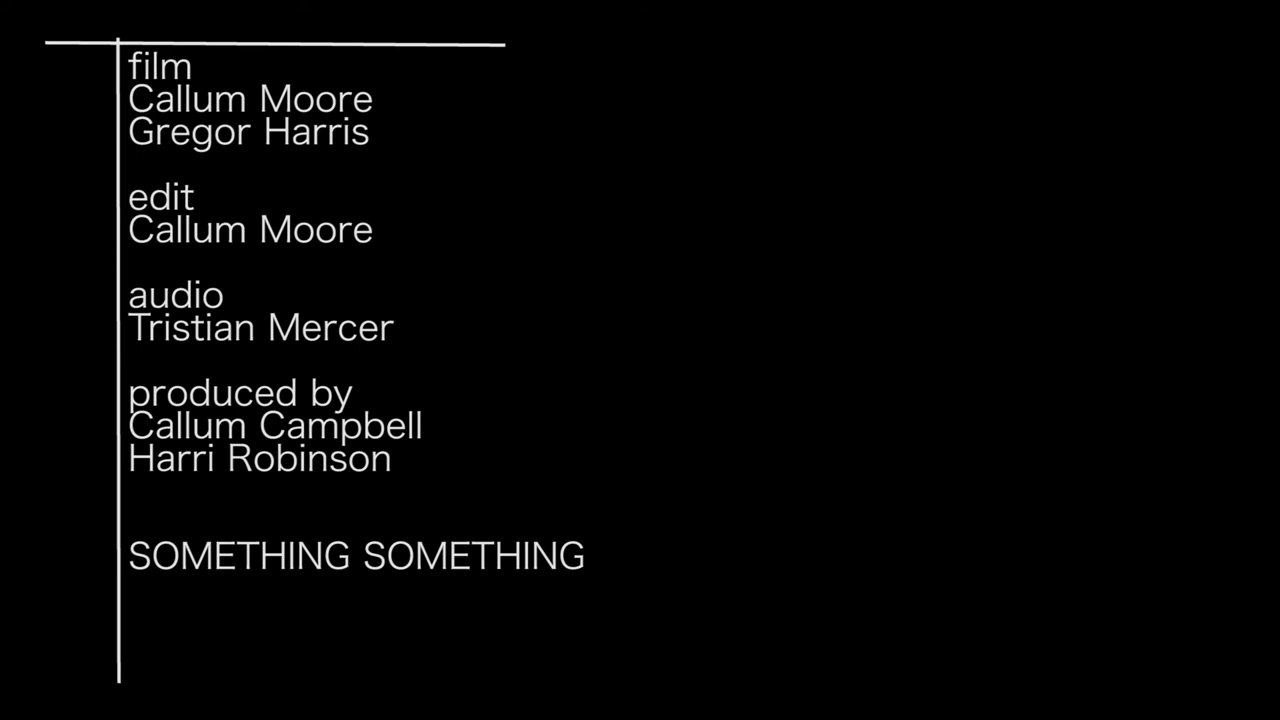 film
Callum Moore
Gregor Harris
edit
Callum Moore
audio
Tristian Mercer
produced by
Callum Campbell
Harri Robinson
SOMETHING SOMETHING